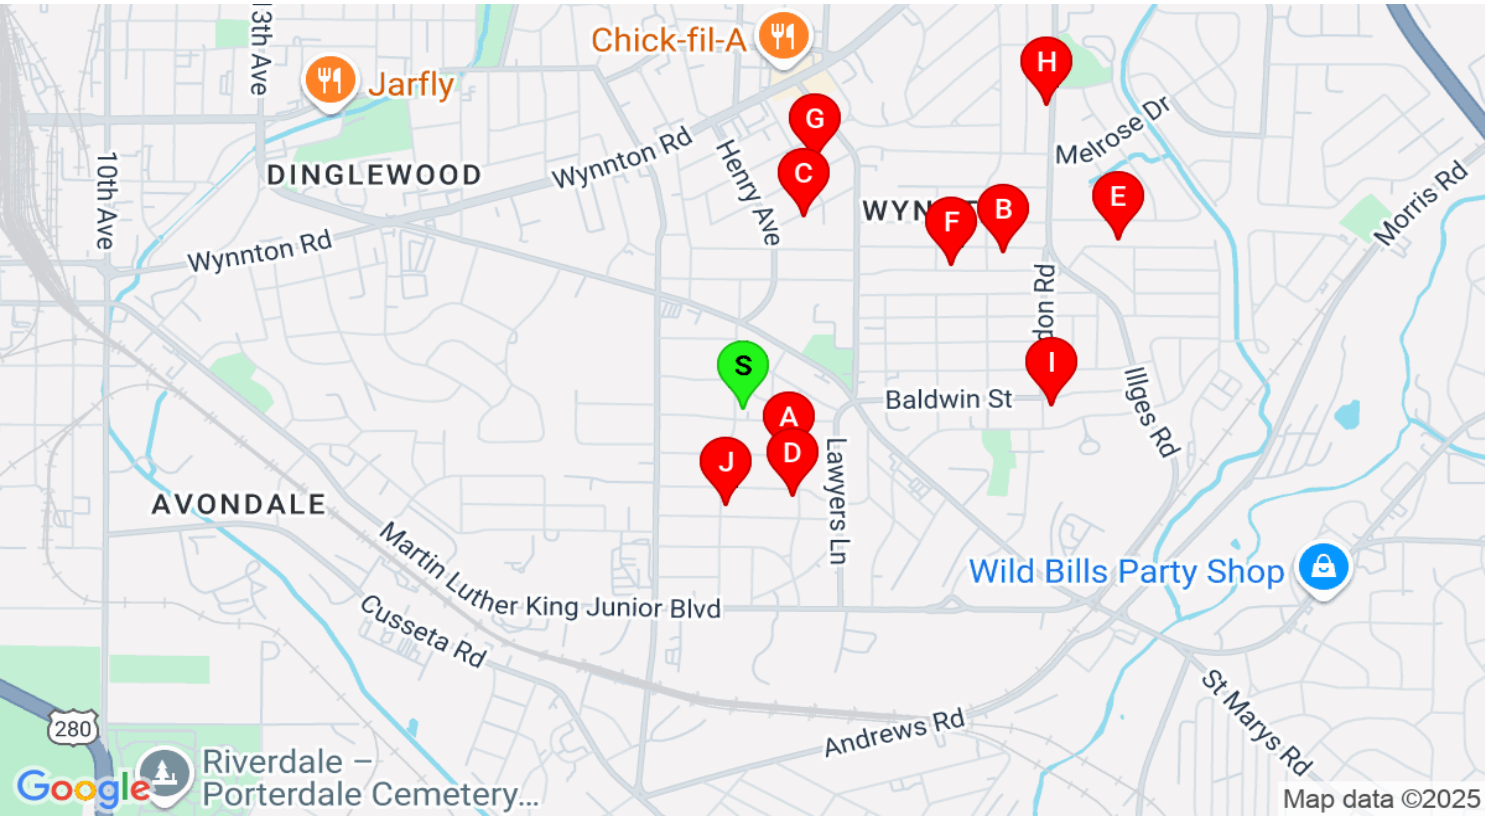 13th Ave
Chick-fil-A
H
Jarfly
G
Melrose Dr
10th Ave
DINGLEWOOD
Wynnton Rd
Henry Ave
C
WYN
F
B
E
Morris Rd
Wynnton Rd
don Rd
S
I
Baldwin St
Illges Rd
A
D
J
Lawyers Ln
AVONDALE
Martin Luther King Junior Blvd
Wild Bills Party Shop
Cusseta Rd
St Marys Rd
280
Andrews Rd
Riverdale –
Porterdale Cemetery...
Google
Map data ©2025